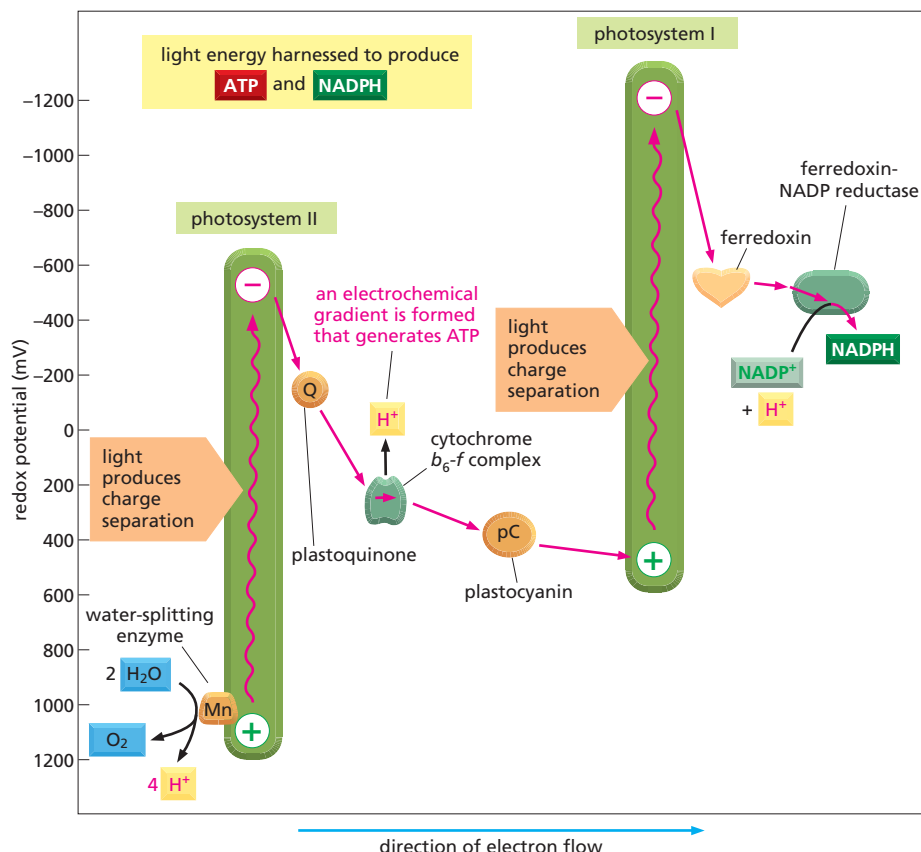 photosystem I
light energy harnessed to produce
ATP and NADPH
–1200
–1000
–800
–600
–400
–200
0
200
400
600
800
1000
1200
redox potential (mV)
ferredoxin-
NADP reductase
photosystem II
ferredoxin
–
–
an electrochemical
gradient is formed
that generates ATP
light
produces
charge
separation
NADPH
NADP⁺
+ H⁺
Q
H⁺
cytochrome
b₆-f complex
light
produces
charge
separation
pC
+
plastoquinone
plastocyanin
water-splitting
enzyme
2 H₂O
Mn
+
O₂
4 H⁺
direction of electron flow